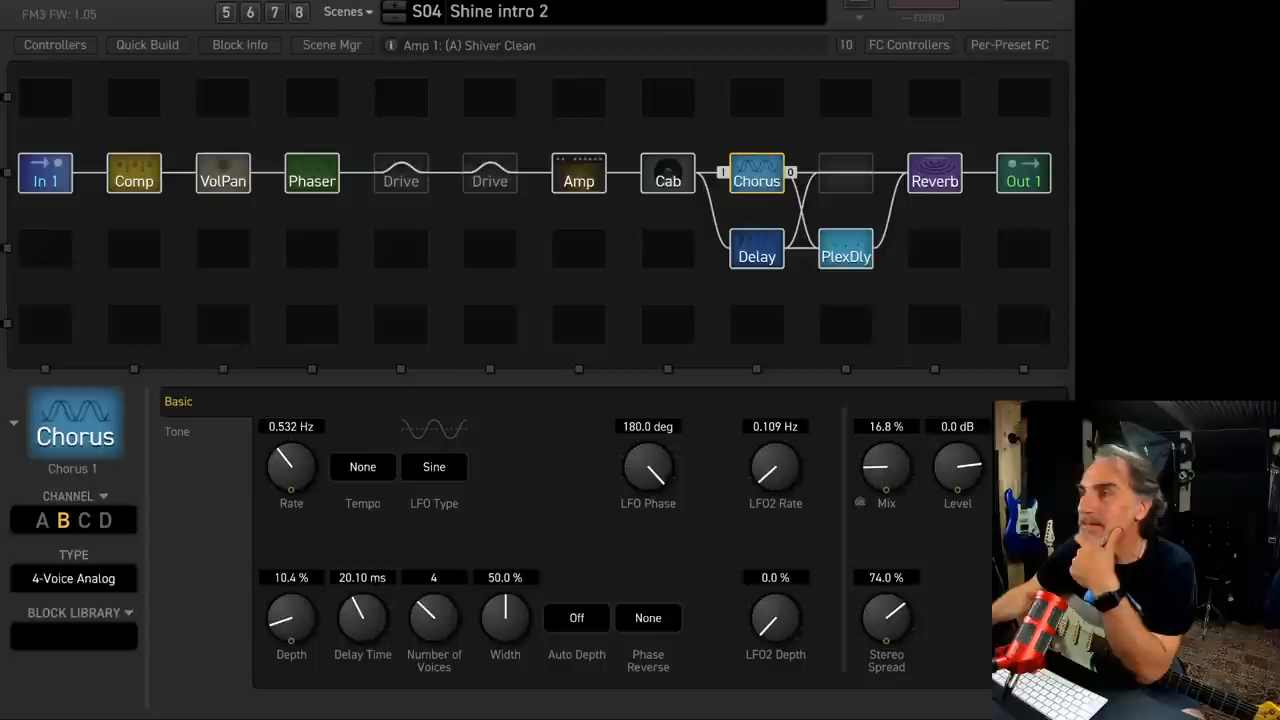 FM3 FW: 1.05
5 6 7 8 Scenes S04 Shine intro 2
EDITED
Controllers Quick Build Block Info Scene Mgr Amp 1: (A) Shiver Clean 10 FC Controllers Per-Preset FC
In 1 Comp VolPan Phaser Drive Drive Amp Cab I Chorus O Reverb Out 1
Delay PlexDly
Chorus
Chorus 1
CHANNEL
A B C D
TYPE
4-Voice Analog
BLOCK LIBRARY
Basic
Tone
0.532 Hz 180.0 deg 0.109 Hz 16.8 % 0.0 dB
None Sine
Rate Tempo LFO Type LFO Phase LFO2 Rate Mix Level
10.4 % 20.10 ms 4 50.0 % 0.0 % 74.0 %
Off None
Depth Delay Time Number of Width Auto Depth Phase LFO2 Depth Stereo
Voices Reverse Spread